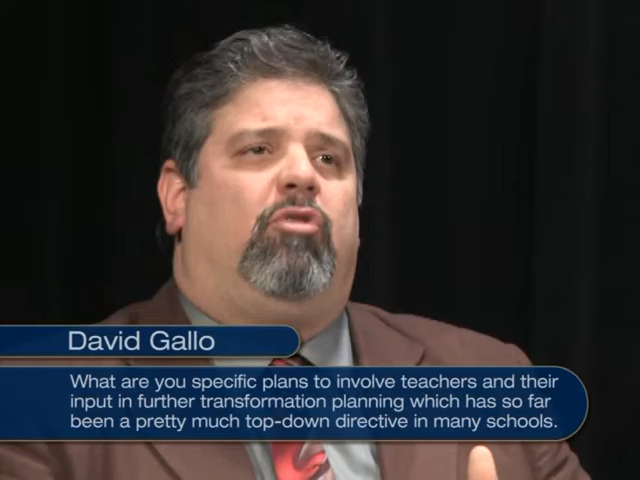 David Gallo
What are you specific plans to involve teachers and their
input in further transformation planning which has so far
been a pretty much top-down directive in many schools.